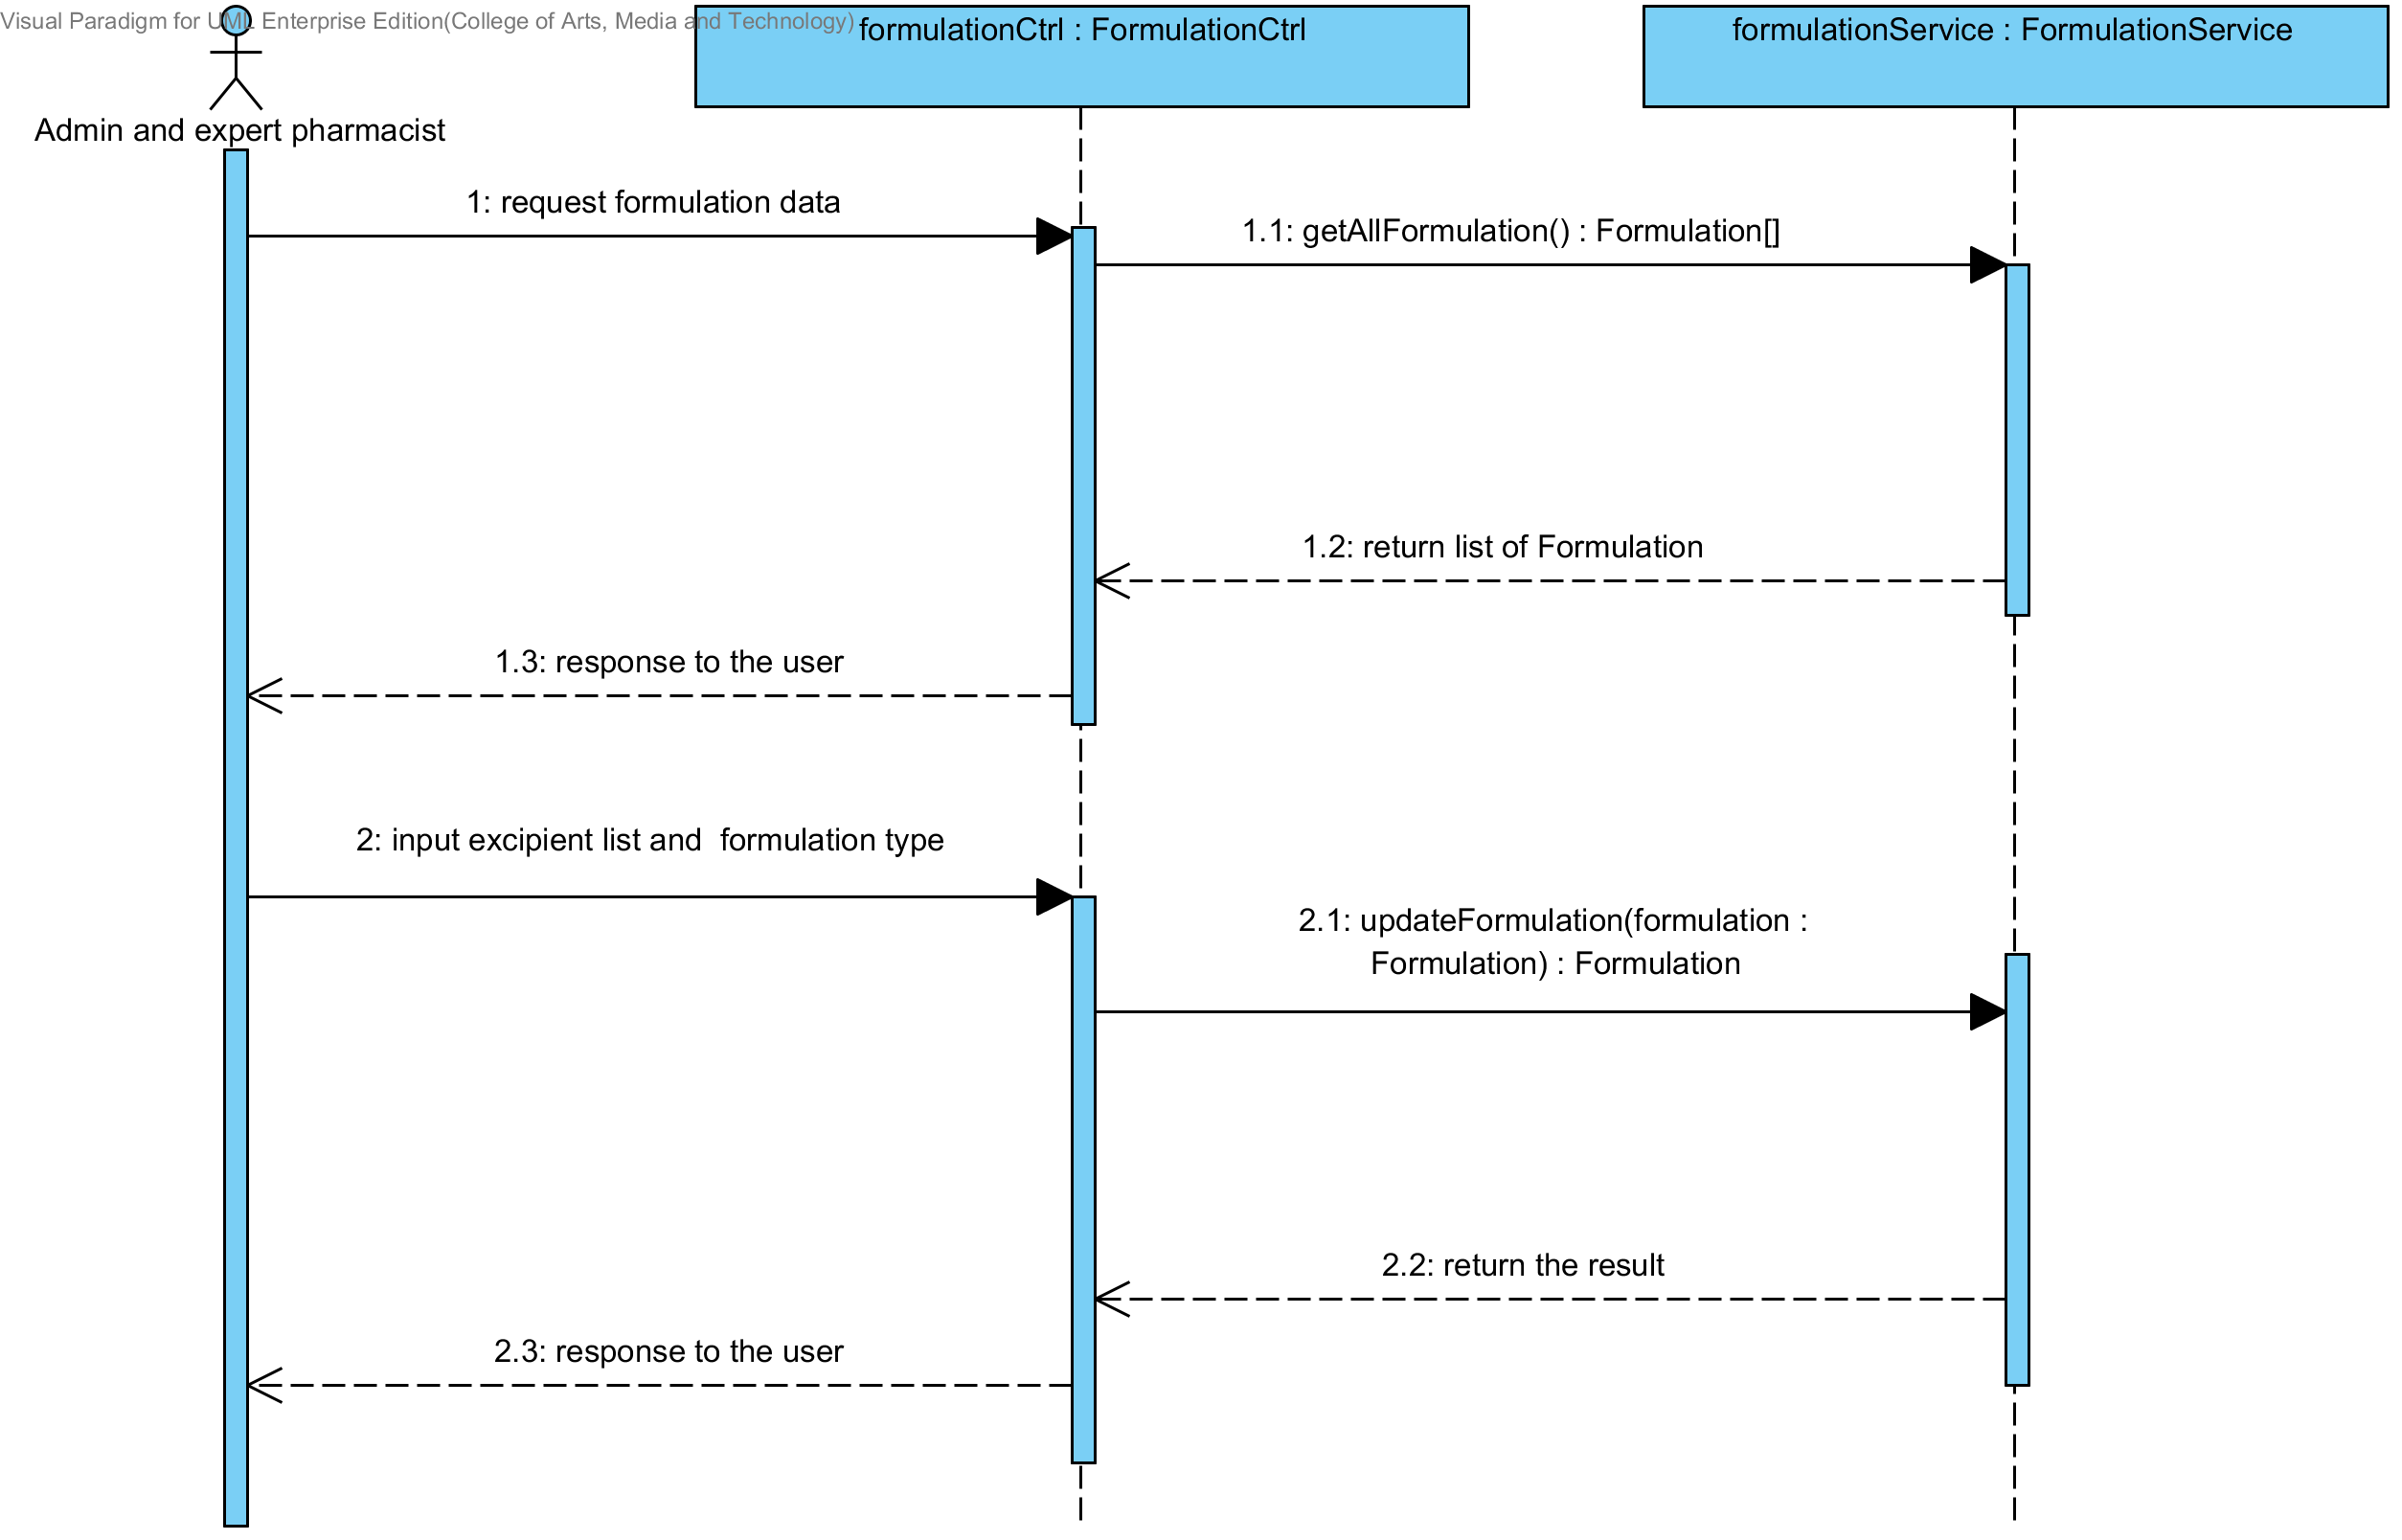 Visual Paradigm for UML Enterprise Edition(College of Arts, Media and Technology)
formulationCtrl : FormulationCtrl
formulationService : FormulationService
Admin and expert pharmacist
1: request formulation data
1.1: getAllFormulation() : Formulation[]
1.2: return list of Formulation
1.3: response to the user
2: input excipient list and  formulation type
2.1: updateFormulation(formulation :
Formulation) : Formulation
2.2: return the result
2.3: response to the user